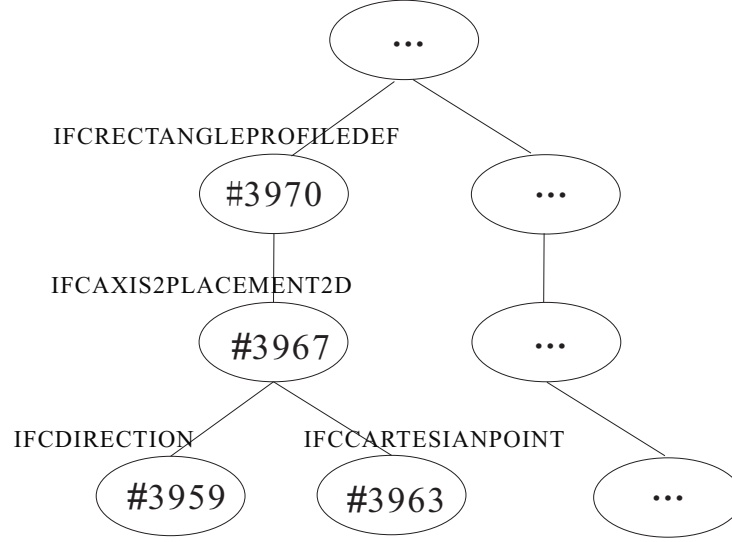 ...
IFCRECTANGLEPROFILEDEF
#3970
...
IFCAXIS2PLACEMENT2D
#3967
...
IFCDIRECTION
IFCCARTESIANPOINT
#3959
#3963
...